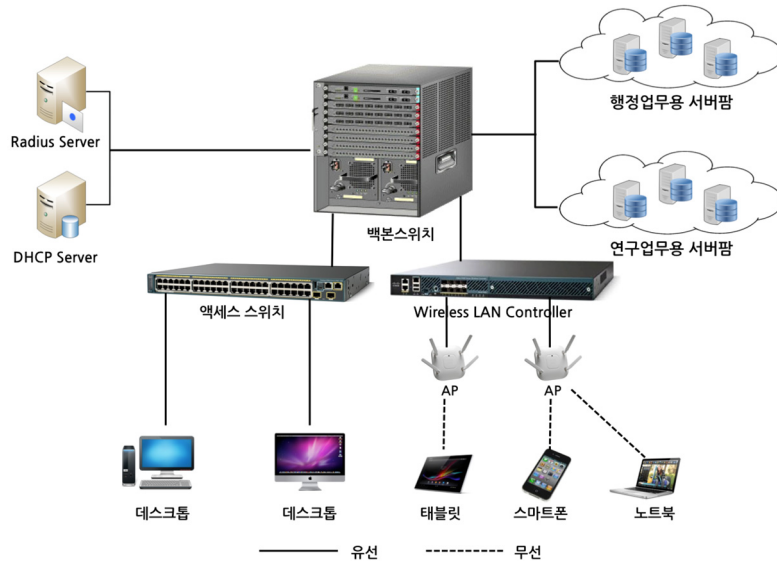 Radius Server
행정업무용 서버팜
DHCP Server
백본스위치
연구업무용 서버팜
액세스 스위치
Wireless LAN Controller
AP
AP
데스크톱
데스크톱
태블릿
스마트폰
노트북
유선
무선